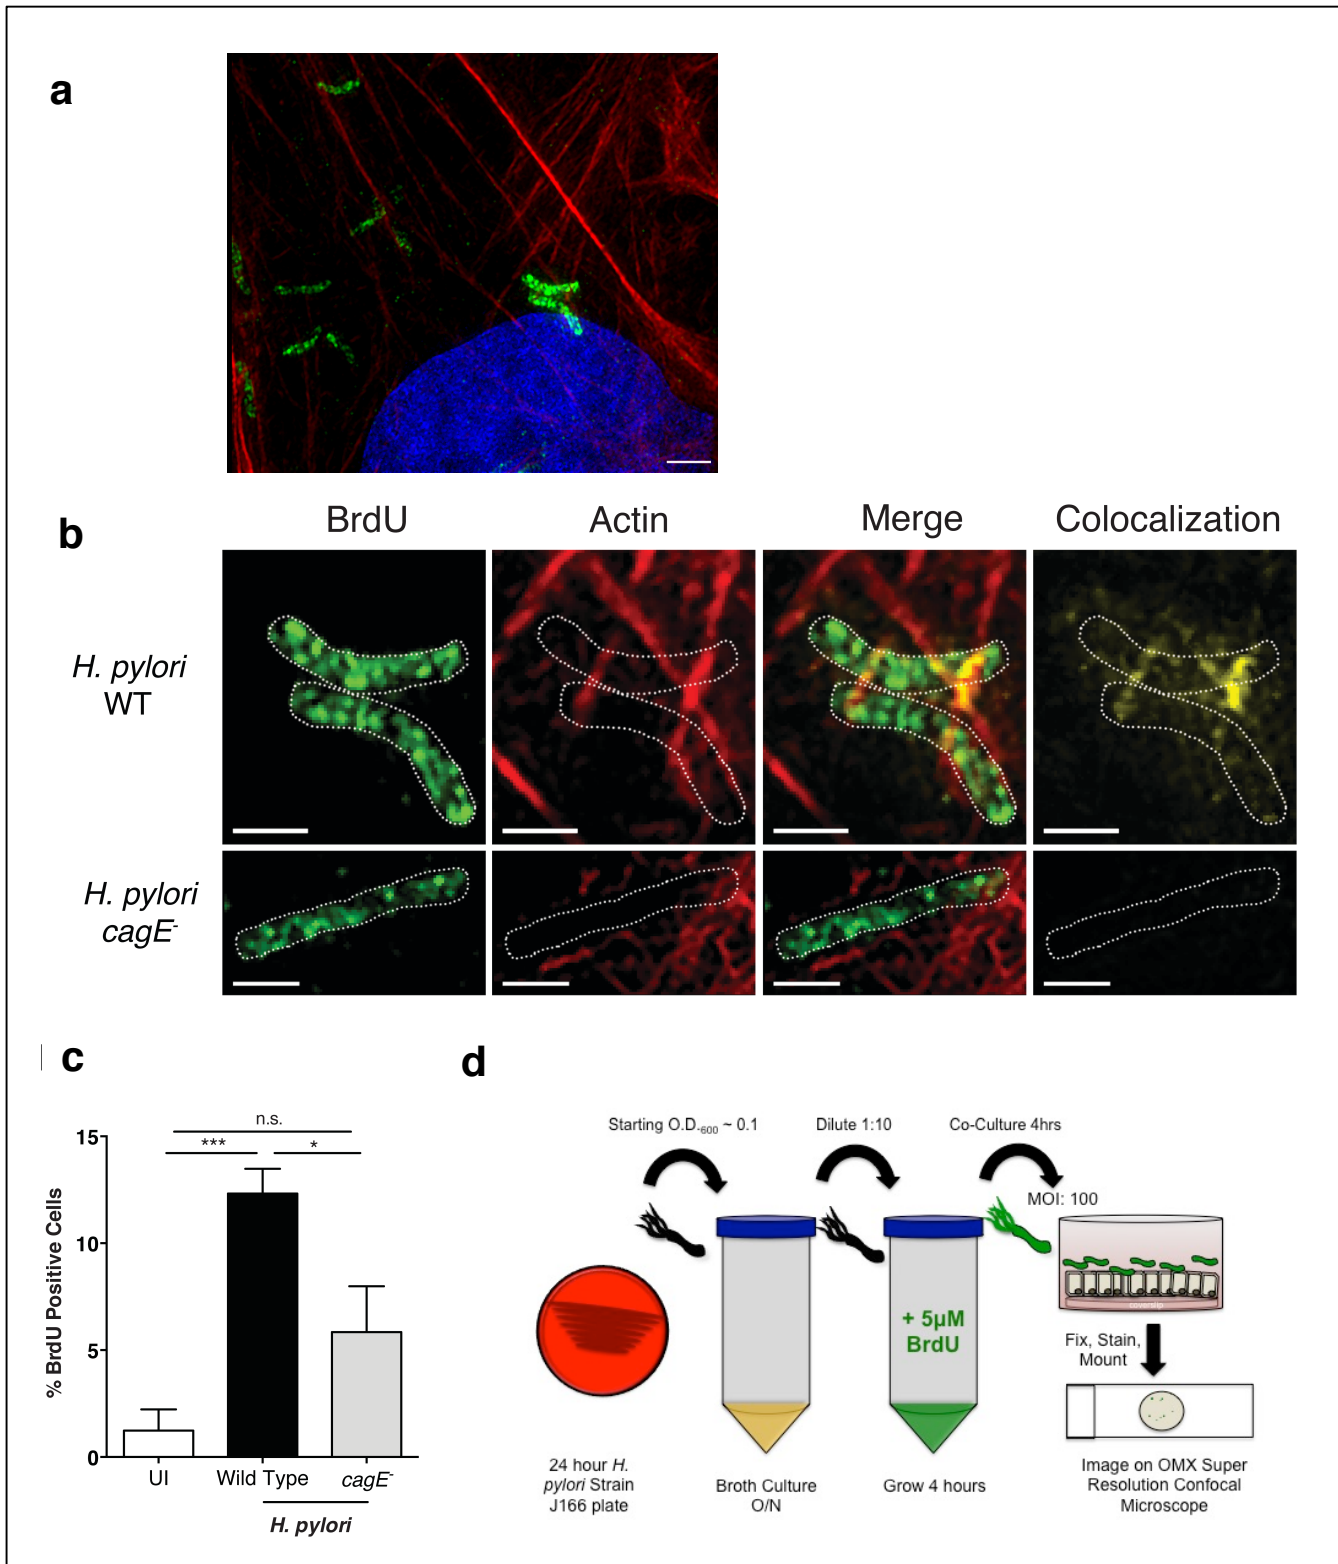 a
b
BrdU
Actin
Merge
Colocalization
H. pylori
WT
H. pylori
cagE-
c
n.s.
***
*
15
10
5
0
% BrdU Positive Cells
UI
Wild Type
cagE-
H. pylori
d
Starting O.D.-600 ~ 0.1
Dilute 1:10
Co-Culture 4hrs
MOI: 100
+ 5µM
BrdU
coverslip
Fix, Stain,
Mount
24 hour H.
pylori Strain
J166 plate
Broth Culture
O/N
Grow 4 hours
Image on OMX Super
Resolution Confocal
Microscope